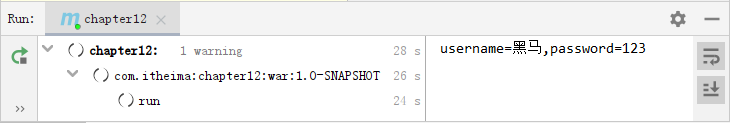 Run: chapter12
chapter12: 1 warning 28 s
com.itheima:chapter12:war:1.0-SNAPSHOT 26 s
run 24 s
username=黑马,password=123